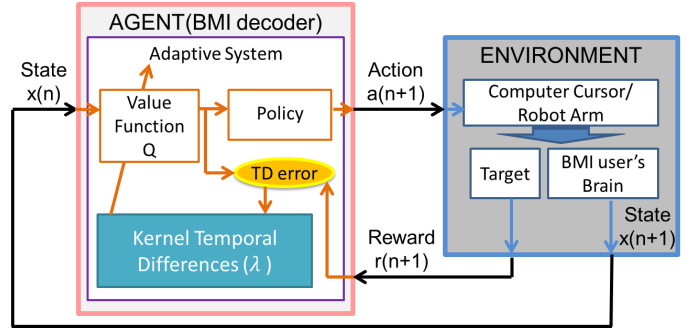 AGENT(BMI decoder)
Adaptive System
State
x(n)
Value
Function
Q
Policy
TD error
Kernel Temporal
Differences (λ)
Action
a(n+1)
Reward
r(n+1)
ENVIRONMENT
Computer Cursor/
Robot Arm
Target
BMI user's
Brain
State
x(n+1)